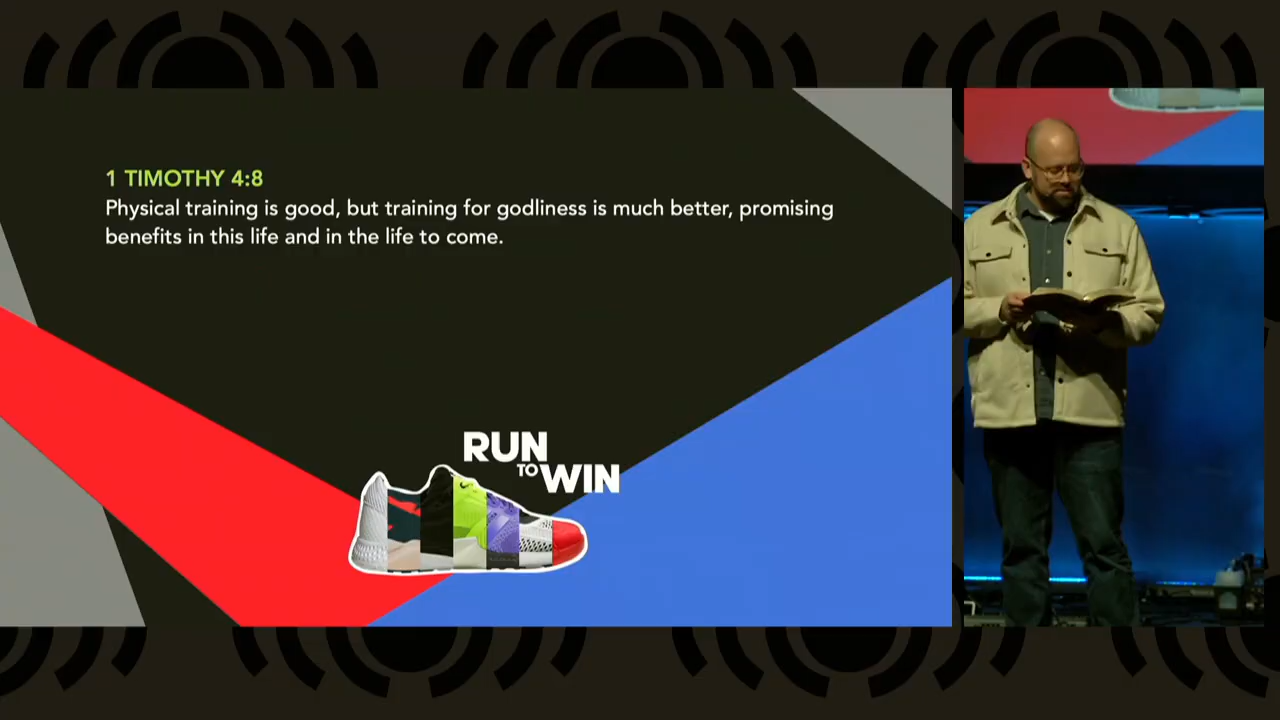 1 TIMOTHY 4:8
Physical training is good, but training for godliness is much better, promising
benefits in this life and in the life to come.
RUN
TO WIN